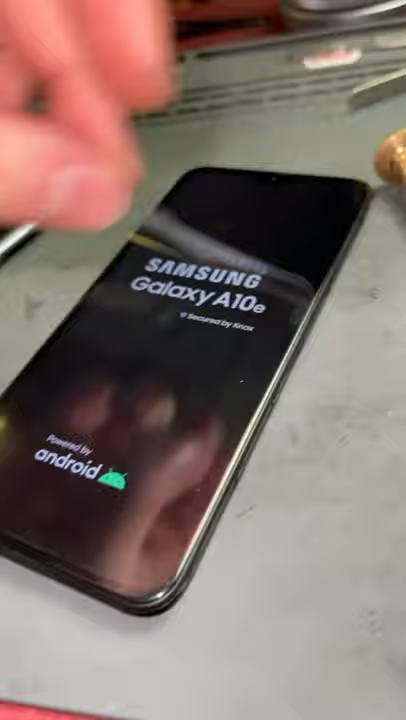 SAMSUNG
Galaxy A10e
Secured by Knox
Powered by
android